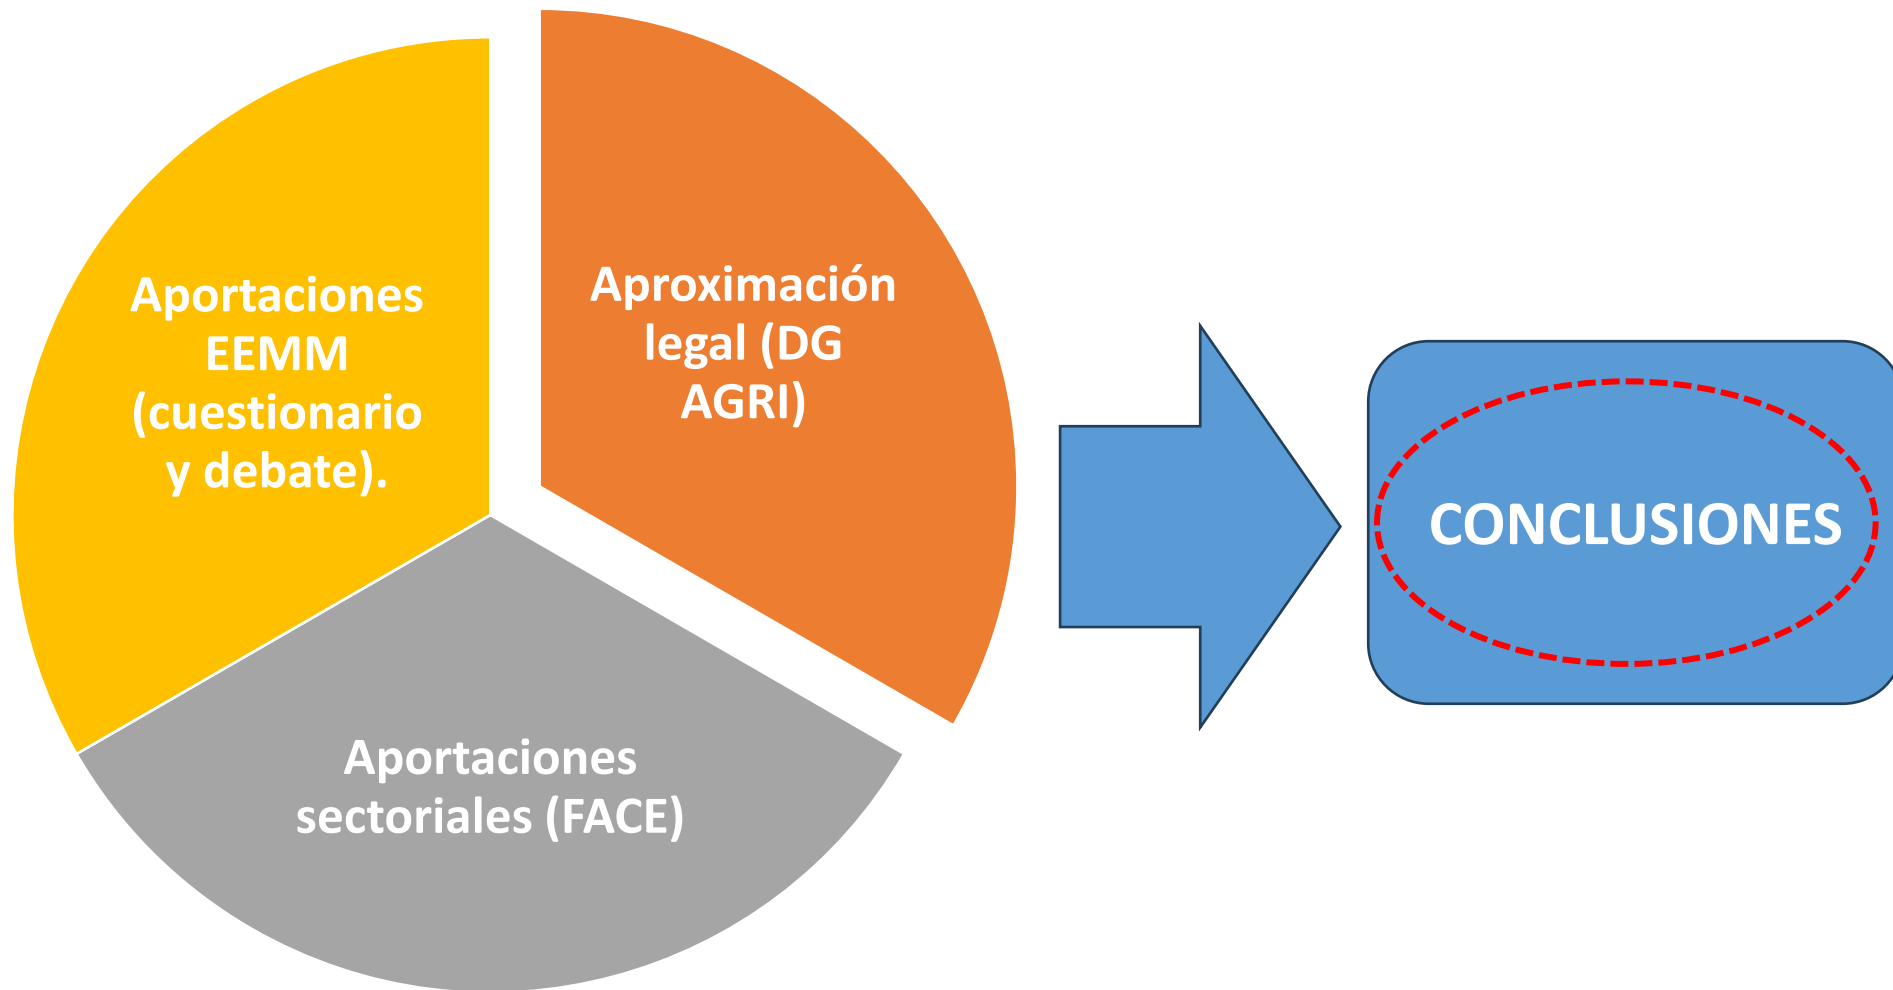 Aportaciones
EEMM
(cuestionario
y debate).
Aproximación
legal (DG
AGRI)
Aportaciones
sectoriales (FACE)
CONCLUSIONES